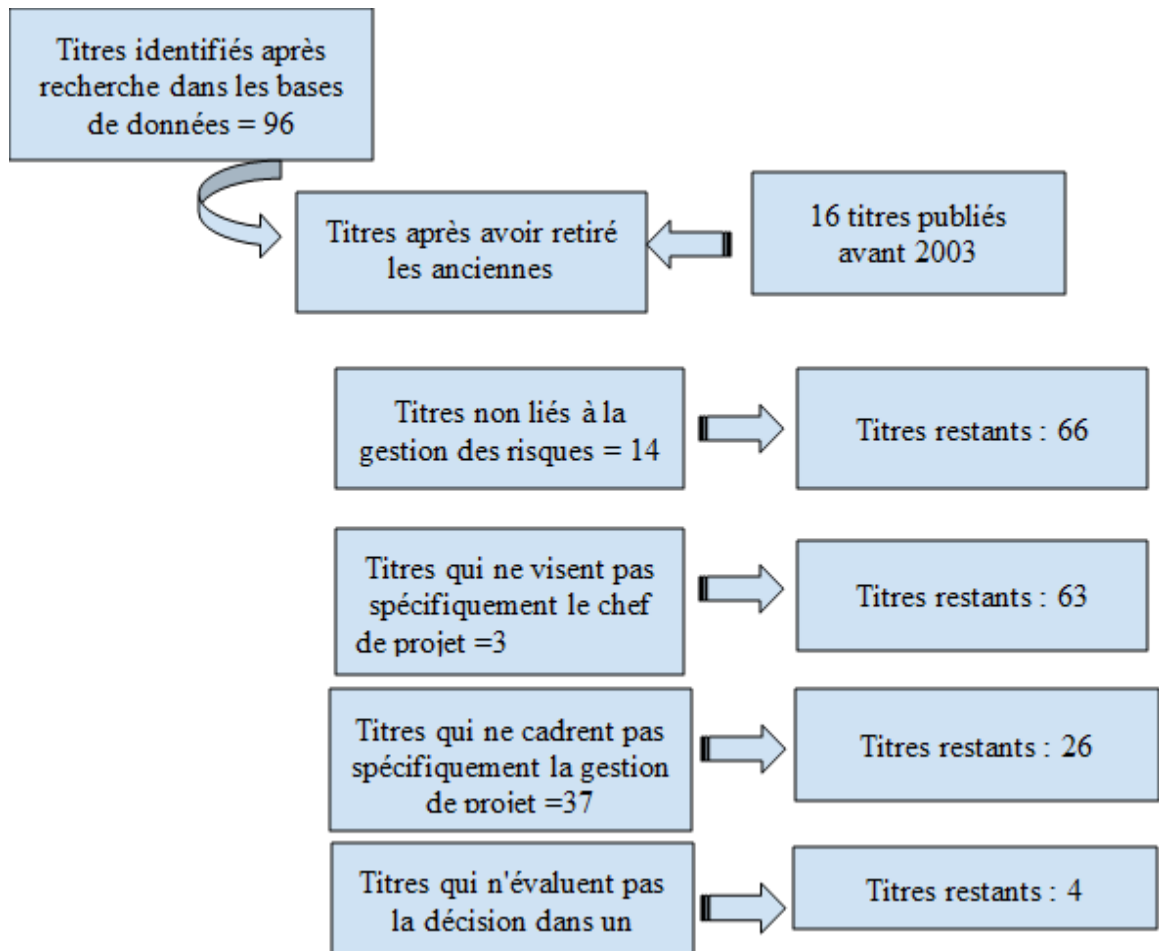 Titres identifiés après
recherche dans les bases
de données = 96
Titres après avoir retiré
les anciennes
16 titres publiés
avant 2003
Titres non liés à la
gestion des risques = 14
Titres restants : 66
Titres qui ne visent pas
spécifiquement le chef
de projet =3
Titres restants : 63
Titres qui ne cadrent pas
spécifiquement la gestion
de projet =37
Titres restants : 26
Titres qui n'évaluent pas
la décision dans un
Titres restants : 4